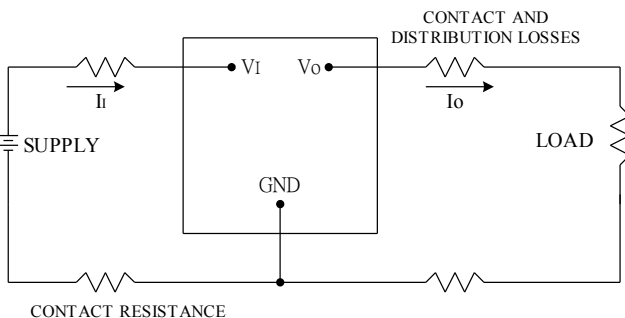 CONTACT AND
DISTRIBUTION LOSSES
VI
VO
II
IO
SUPPLY
LOAD
GND
CONTACT RESISTANCE